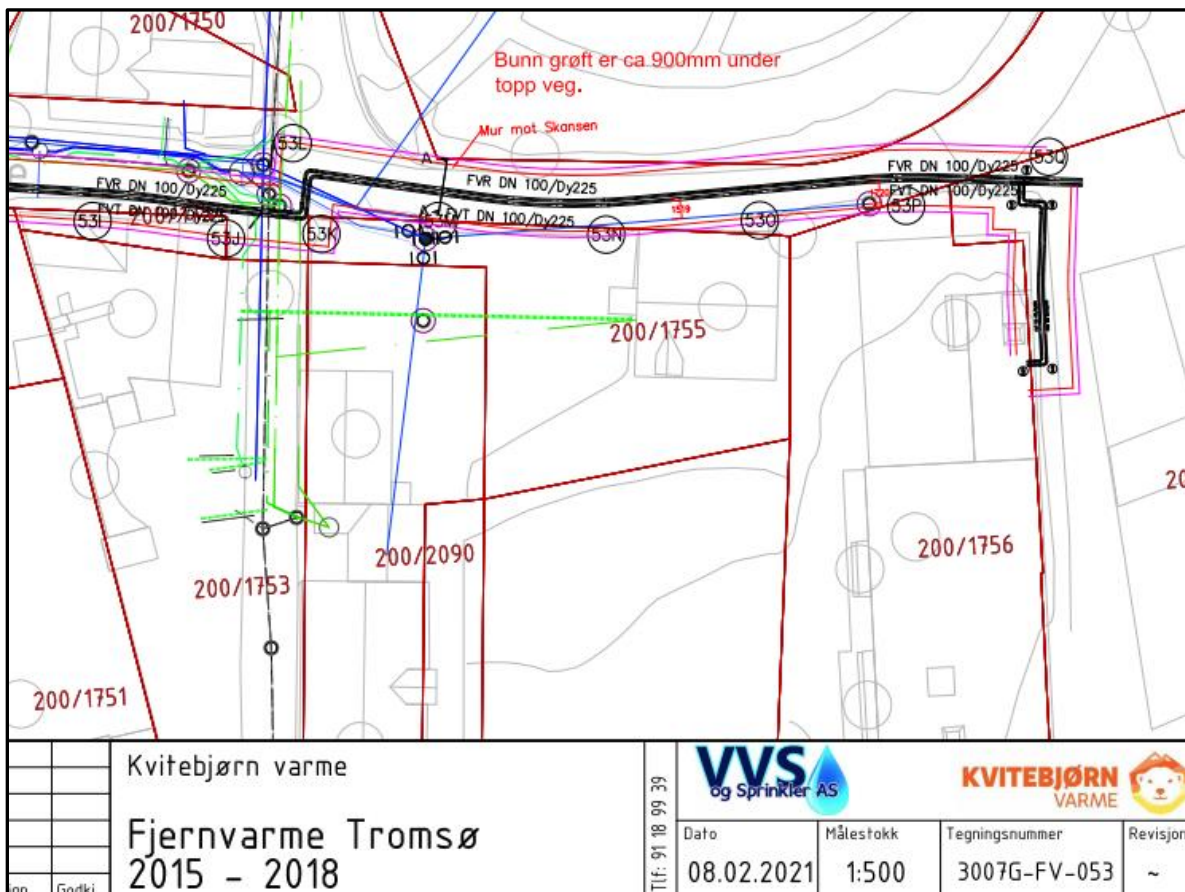 200/1750
Bunn grøft er ca.900mm under
topp veg.
Mur mot Skansen
53L
A
53Q
FVR DN 100/Dy225
FVR DN 100/Dy225
FVR DN 100/Dy225
FVT DN 100/Dy225
FVT DN 100/Dy225
FVT DN 100/Dy225
53I
53J
53K
53N
53O
53P
200/1755
200/2090
200/1753
200/1756
200/1751
20
Kvitebjørn varme
Fjernvarme Tromsø
2015 - 2018
Godkj
Tlf: 91 18 99 39
VVS
og Sprinkler AS
KVITEBJØRN
VARME
Dato
Målestokk
Tegningsnummer
Revisjon
08.02.2021
1:500
3007G-FV-053
~